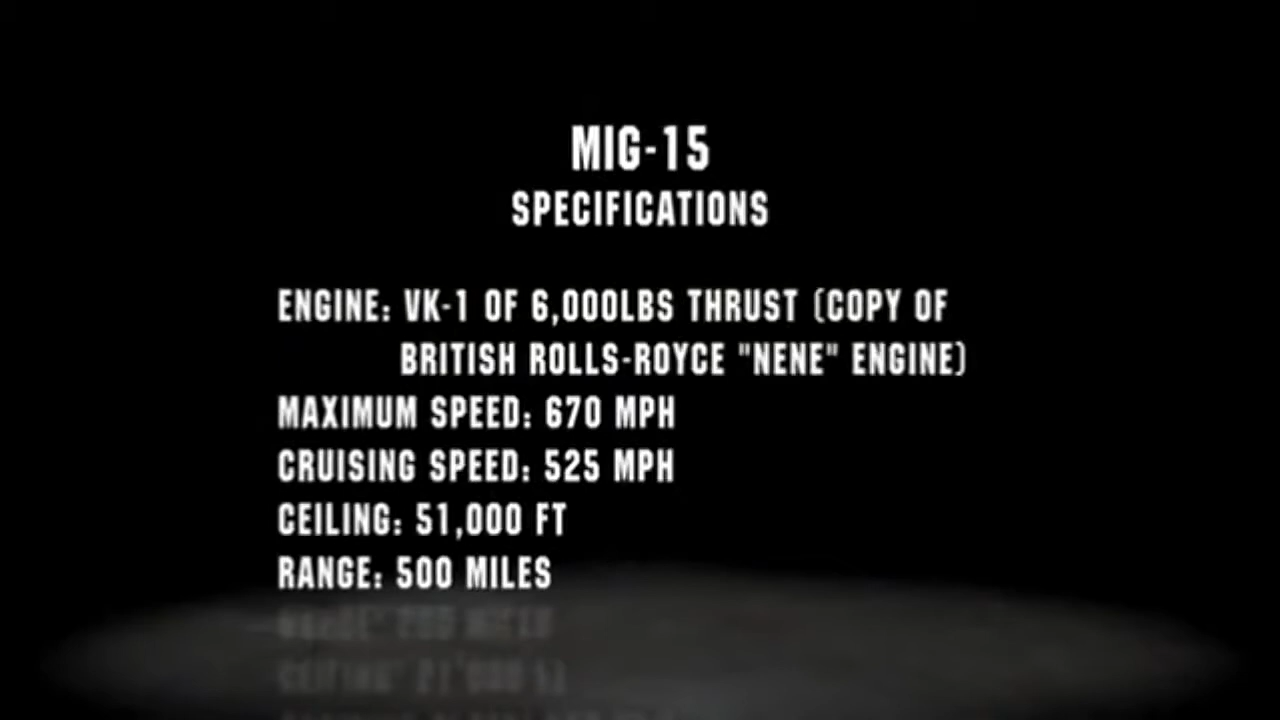 MIG-15
SPECIFICATIONS
ENGINE: VK-1 OF 6,000LBS THRUST (COPY OF
BRITISH ROLLS-ROYCE "NENE" ENGINE)
MAXIMUM SPEED: 670 MPH
CRUISING SPEED: 525 MPH
CEILING: 51,000 FT
RANGE: 500 MILES